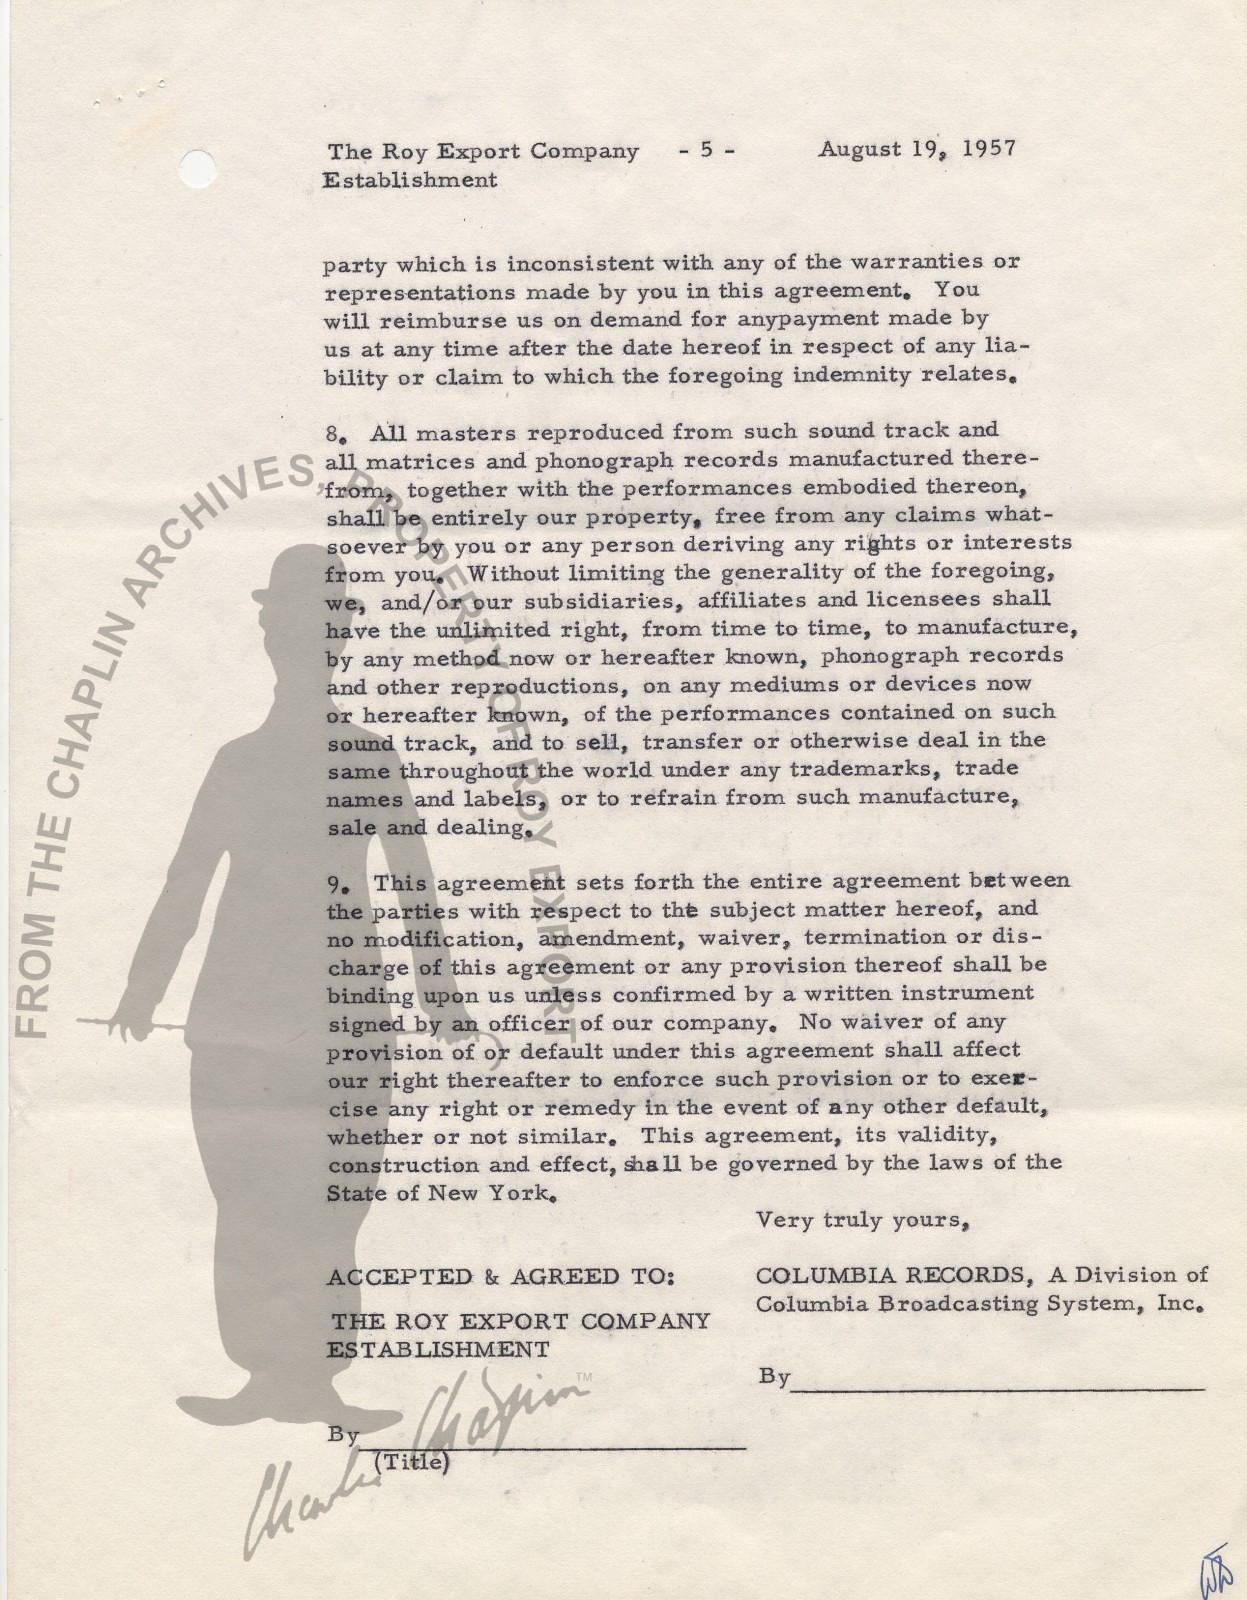 The Roy Export Company - 5 - August 19, 1957
Establishment
party which is inconsistent with any of the warranties or
representations made by you in this agreement. You
will reimburse us on demand for anypayment made by
us at any time after the date hereof in respect of any lia-
bility or claim to which the foregoing indemnity relates.
8. All masters reproduced from such sound track and
all matrices and phonograph records manufactured there-
from, together with the performances embodied thereon,
shall be entirely our property, free from any claims what-
soever by you or any person deriving any rights or interests
from you. Without limiting the generality of the foregoing,
we, and/or our subsidiaries, affiliates and licensees shall
have the unlimited right, from time to time, to manufacture,
by any method now or hereafter known, phonograph records
and other reproductions, on any mediums or devices now
or hereafter known, of the performances contained on such
sound track, and to sell, transfer or otherwise deal in the
same throughout the world under any trademarks, trade
names and labels, or to refrain from such manufacture,
sale and dealing.
9. This agreement sets forth the entire agreement between
the parties with respect to the subject matter hereof, and
no modification, amendment, waiver, termination or dis-
charge of this agreement or any provision thereof shall be
binding upon us unless confirmed by a written instrument
signed by an officer of our company. No waiver of any
provision of or default under this agreement shall affect
our right thereafter to enforce such provision or to exer-
cise any right or remedy in the event of any other default,
whether or not similar. This agreement, its validity,
construction and effect, shall be governed by the laws of the
State of New York.
Very truly yours,
ACCEPTED & AGREED TO:
THE ROY EXPORT COMPANY
ESTABLISHMENT
By
(Title)
COLUMBIA RECORDS, A Division of
Columbia Broadcasting System, Inc.
By
FROM THE CHAPLIN ARCHIVES, PROPERTY OF ROY EXPORT
Charlie Chaplin™